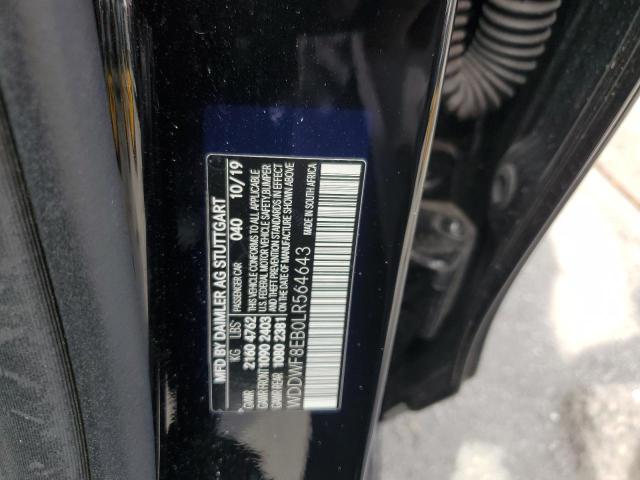 MFD BY DAIMLER AG STUTTGART
PASSENGER CAR 040 10/19
KG LBS
GVWR 2160 4762
GAWR FRONT 1090 2403
GAWR REAR 1080 2381
THIS VEHICLE CONFORMS TO ALL APPLICABLE
U.S. FEDERAL MOTOR VEHICLE SAFETY, BUMPER
AND THEFT PREVENTION STANDARDS IN EFFECT
ON THE DATE OF MANUFACTURE SHOWN ABOVE
WDDWF8EB0LR564643
MADE IN SOUTH AFRICA